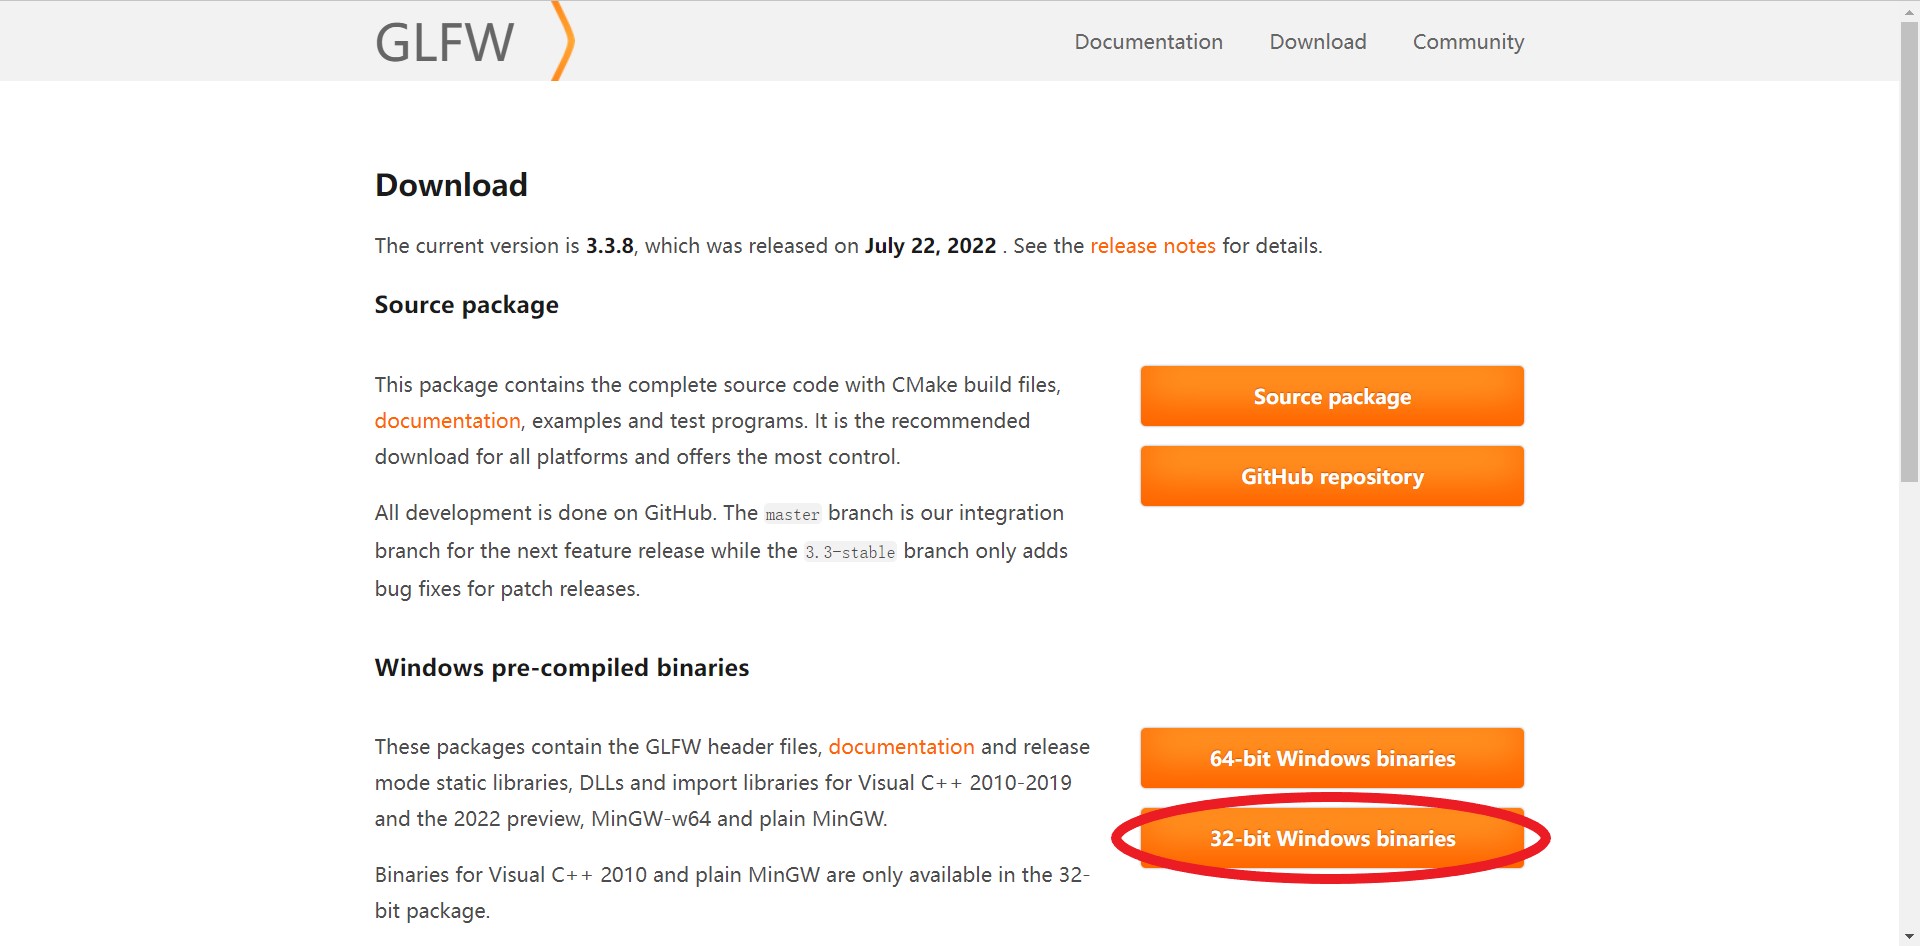 GLFW
Documentation Download Community
Download
The current version is 3.3.8, which was released on July 22, 2022 . See the release notes for details.
Source package
This package contains the complete source code with CMake build files,
documentation, examples and test programs. It is the recommended
download for all platforms and offers the most control.
Source package
GitHub repository
All development is done on GitHub. The master branch is our integration
branch for the next feature release while the 3.3-stable branch only adds
bug fixes for patch releases.
Windows pre-compiled binaries
These packages contain the GLFW header files, documentation and release
mode static libraries, DLLs and import libraries for Visual C++ 2010-2019
and the 2022 preview, MinGW-w64 and plain MinGW.
64-bit Windows binaries
32-bit Windows binaries
Binaries for Visual C++ 2010 and plain MinGW are only available in the 32-
bit package.